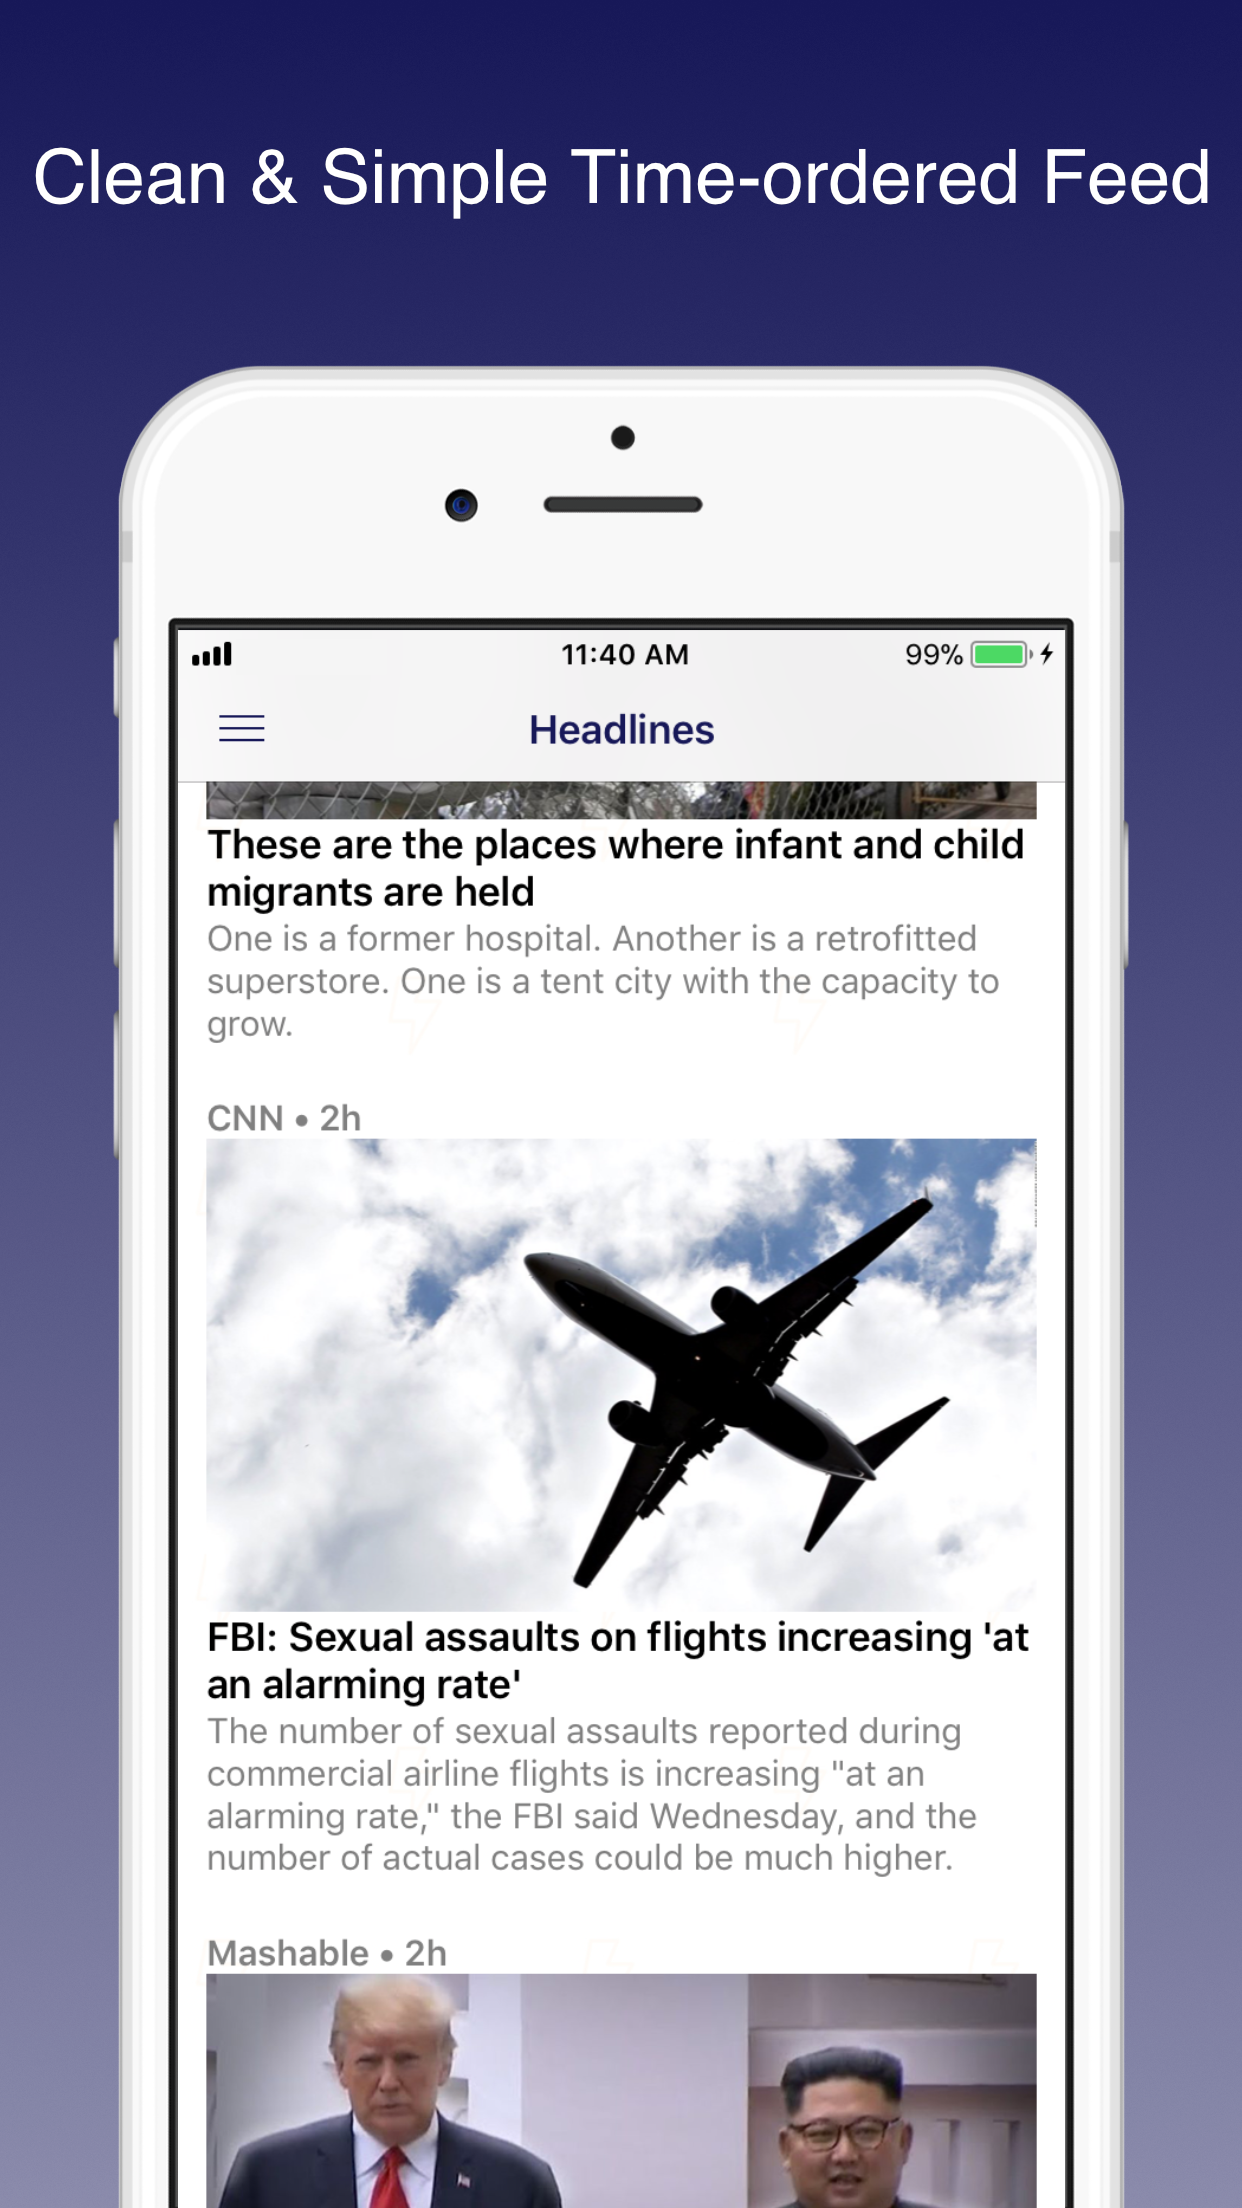 Clean & Simple Time-ordered Feed
11:40 AM
99%
Headlines
These are the places where infant and child
migrants are held
One is a former hospital. Another is a retrofitted
superstore. One is a tent city with the capacity to
grow.
CNN • 2h
FBI: Sexual assaults on flights increasing 'at
an alarming rate'
The number of sexual assaults reported during
commercial airline flights is increasing "at an
alarming rate," the FBI said Wednesday, and the
number of actual cases could be much higher.
Mashable • 2h